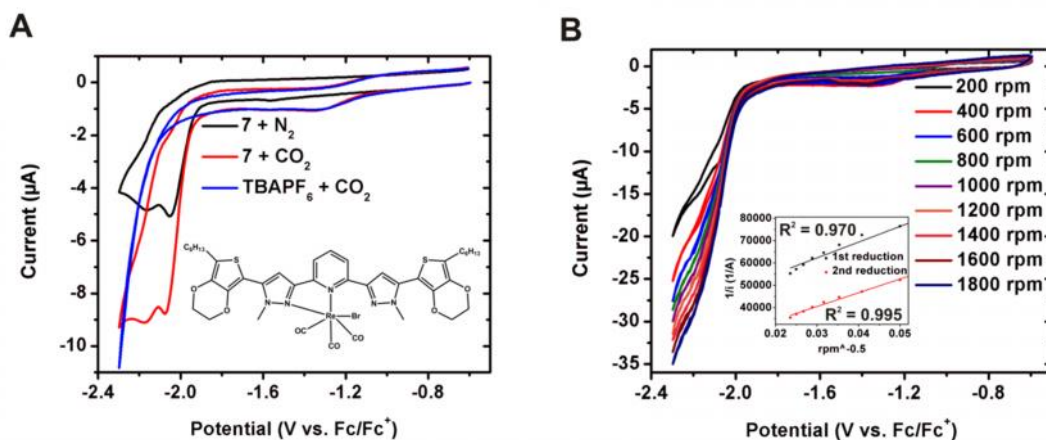 A
0
-2
-4
-6
-8
-10
Current (µA)
7 + N2
7 + CO2
TBAPF6 + CO2
C6H13
C6H13
S
S
O
O
O
O
N
N
N
N
N
Re
Br
OC
CO
CO
-2.4
-2.0
-1.6
-1.2
-0.8
Potential (V vs. Fc/Fc+)
B
0
-5
-10
-15
-20
-25
-30
-35
Current (µA)
200 rpm
400 rpm
600 rpm
800 rpm
1000 rpm
1200 rpm
1400 rpm
1600 rpm
1800 rpm
80000
70000
60000
50000
40000
1/i (1/A)
R2 = 0.970
1st reduction
2nd reduction
R2 = 0.995
0.02
0.03
0.04
0.05
rpm^-0.5
-2.4
-2.0
-1.6
-1.2
-0.8
Potential (V vs. Fc/Fc+)